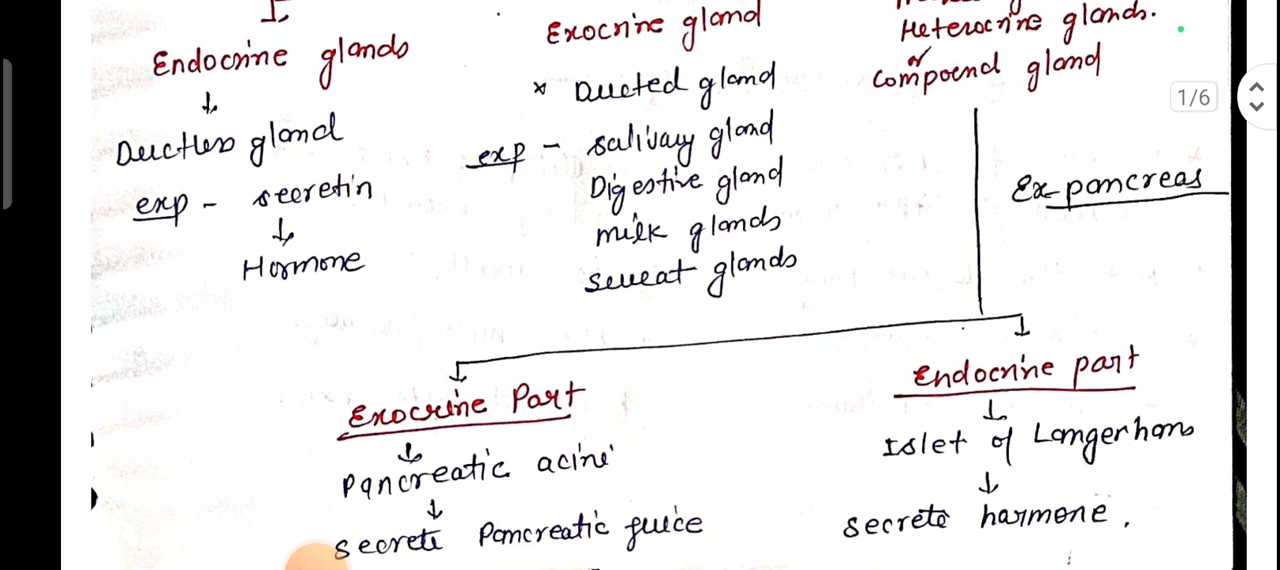 Endocrine glands
↓
Ductless gland
exp - secretin
↓
Hormone
Exocrine gland
* Ducted gland
exp - salivary gland
Digestive gland
milk glands
sweat glands
Heterocrine glands.
or
Compound gland
1/6
Ex-pancreas
Exocrine Part
↓
Pancreatic acini
↓
secrete Pancreatic juice
Endocrine part
↓
Islet of Langerhans
↓
secrete harmone.